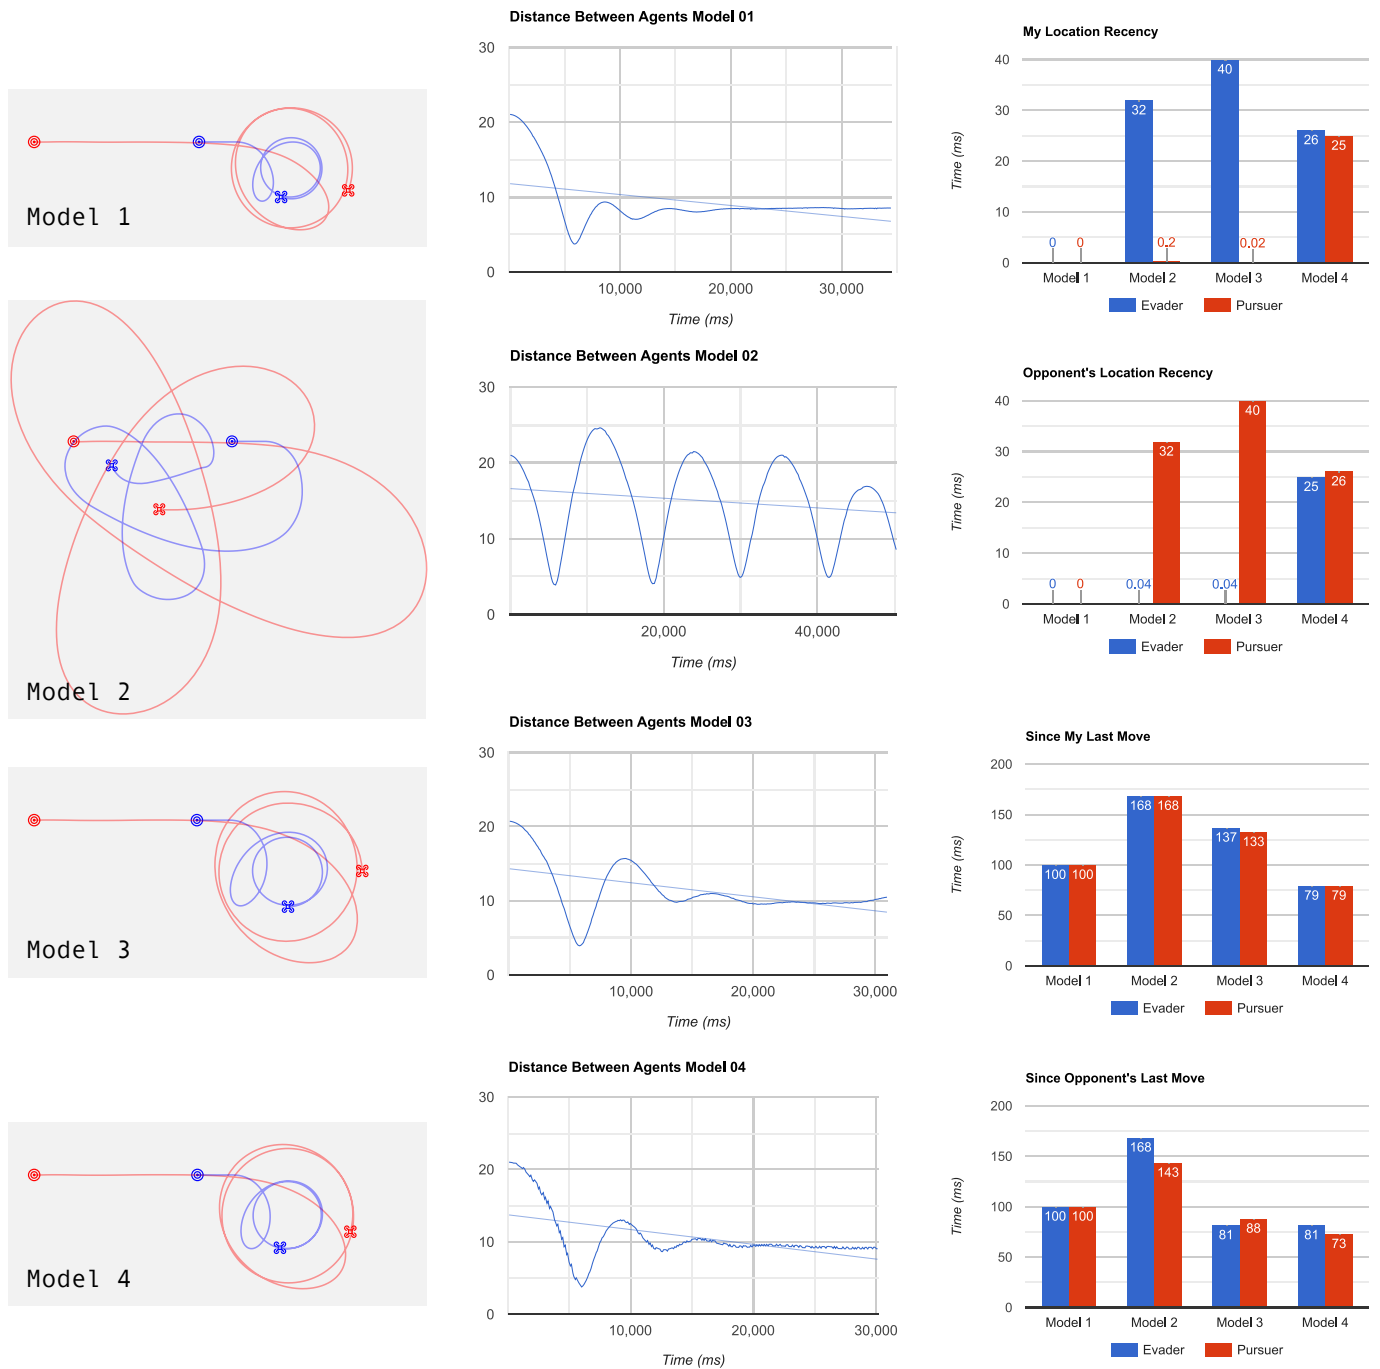 Model 1
Model 2
Model 3
Model 4
Distance Between Agents Model 01
30
20
10
0
10,000
20,000
30,000
Time (ms)
Distance Between Agents Model 02
30
20
10
0
20,000
40,000
Time (ms)
Distance Between Agents Model 03
30
20
10
0
10,000
20,000
30,000
Time (ms)
Distance Between Agents Model 04
30
20
10
0
10,000
20,000
30,000
Time (ms)
My Location Recency
Time (ms)
40
30
20
10
0
0
0
32
0.2
40
0.02
26
25
Model 1
Model 2
Model 3
Model 4
Evader
Pursuer
Opponent's Location Recency
Time (ms)
40
30
20
10
0
0
0
0.04
32
0.04
40
25
26
Model 1
Model 2
Model 3
Model 4
Evader
Pursuer
Since My Last Move
Time (ms)
200
150
100
50
0
100
100
168
168
137
133
79
79
Model 1
Model 2
Model 3
Model 4
Evader
Pursuer
Since Opponent's Last Move
Time (ms)
200
150
100
50
0
100
100
168
143
81
88
81
73
Model 1
Model 2
Model 3
Model 4
Evader
Pursuer